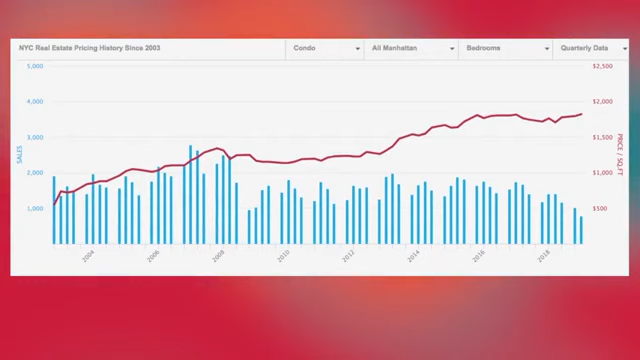 NYC Real Estate Pricing History Since 2003 Condo All Manhattan Bedrooms Quarterly Data
5,000 $2,500
4,000 $2,000
3,000 $1,500
2,000 $1,000
1,000 $500
SALES
PRICE / SQ.FT
2004 2006 2008 2010 2012 2014 2016 2018